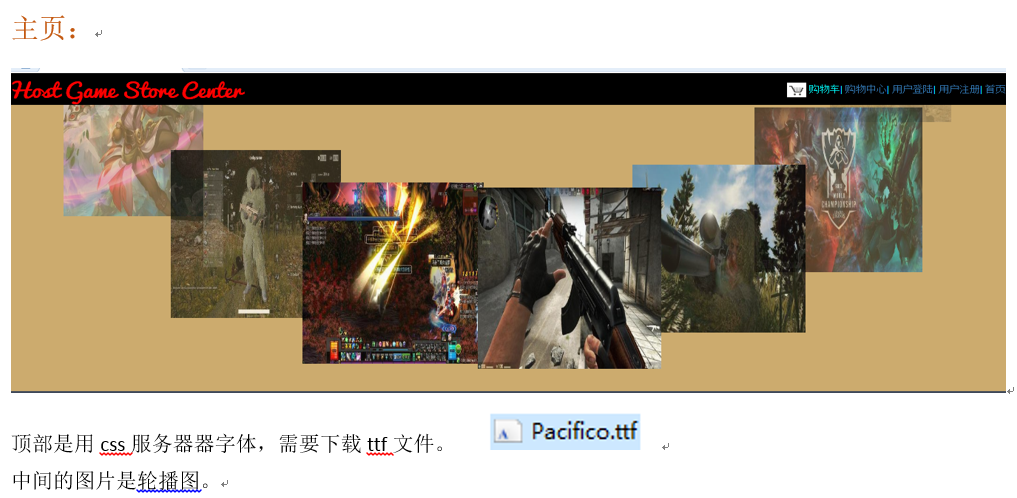 主页：
Host Game Store Center
购物车| 购物中心| 用户登陆| 用户注册| 首页
WORLD
CHAMPIONSHIP
顶部是用 css 服务器器字体，需要下载 ttf 文件。 Pacifico.ttf
中间的图片是轮播图。